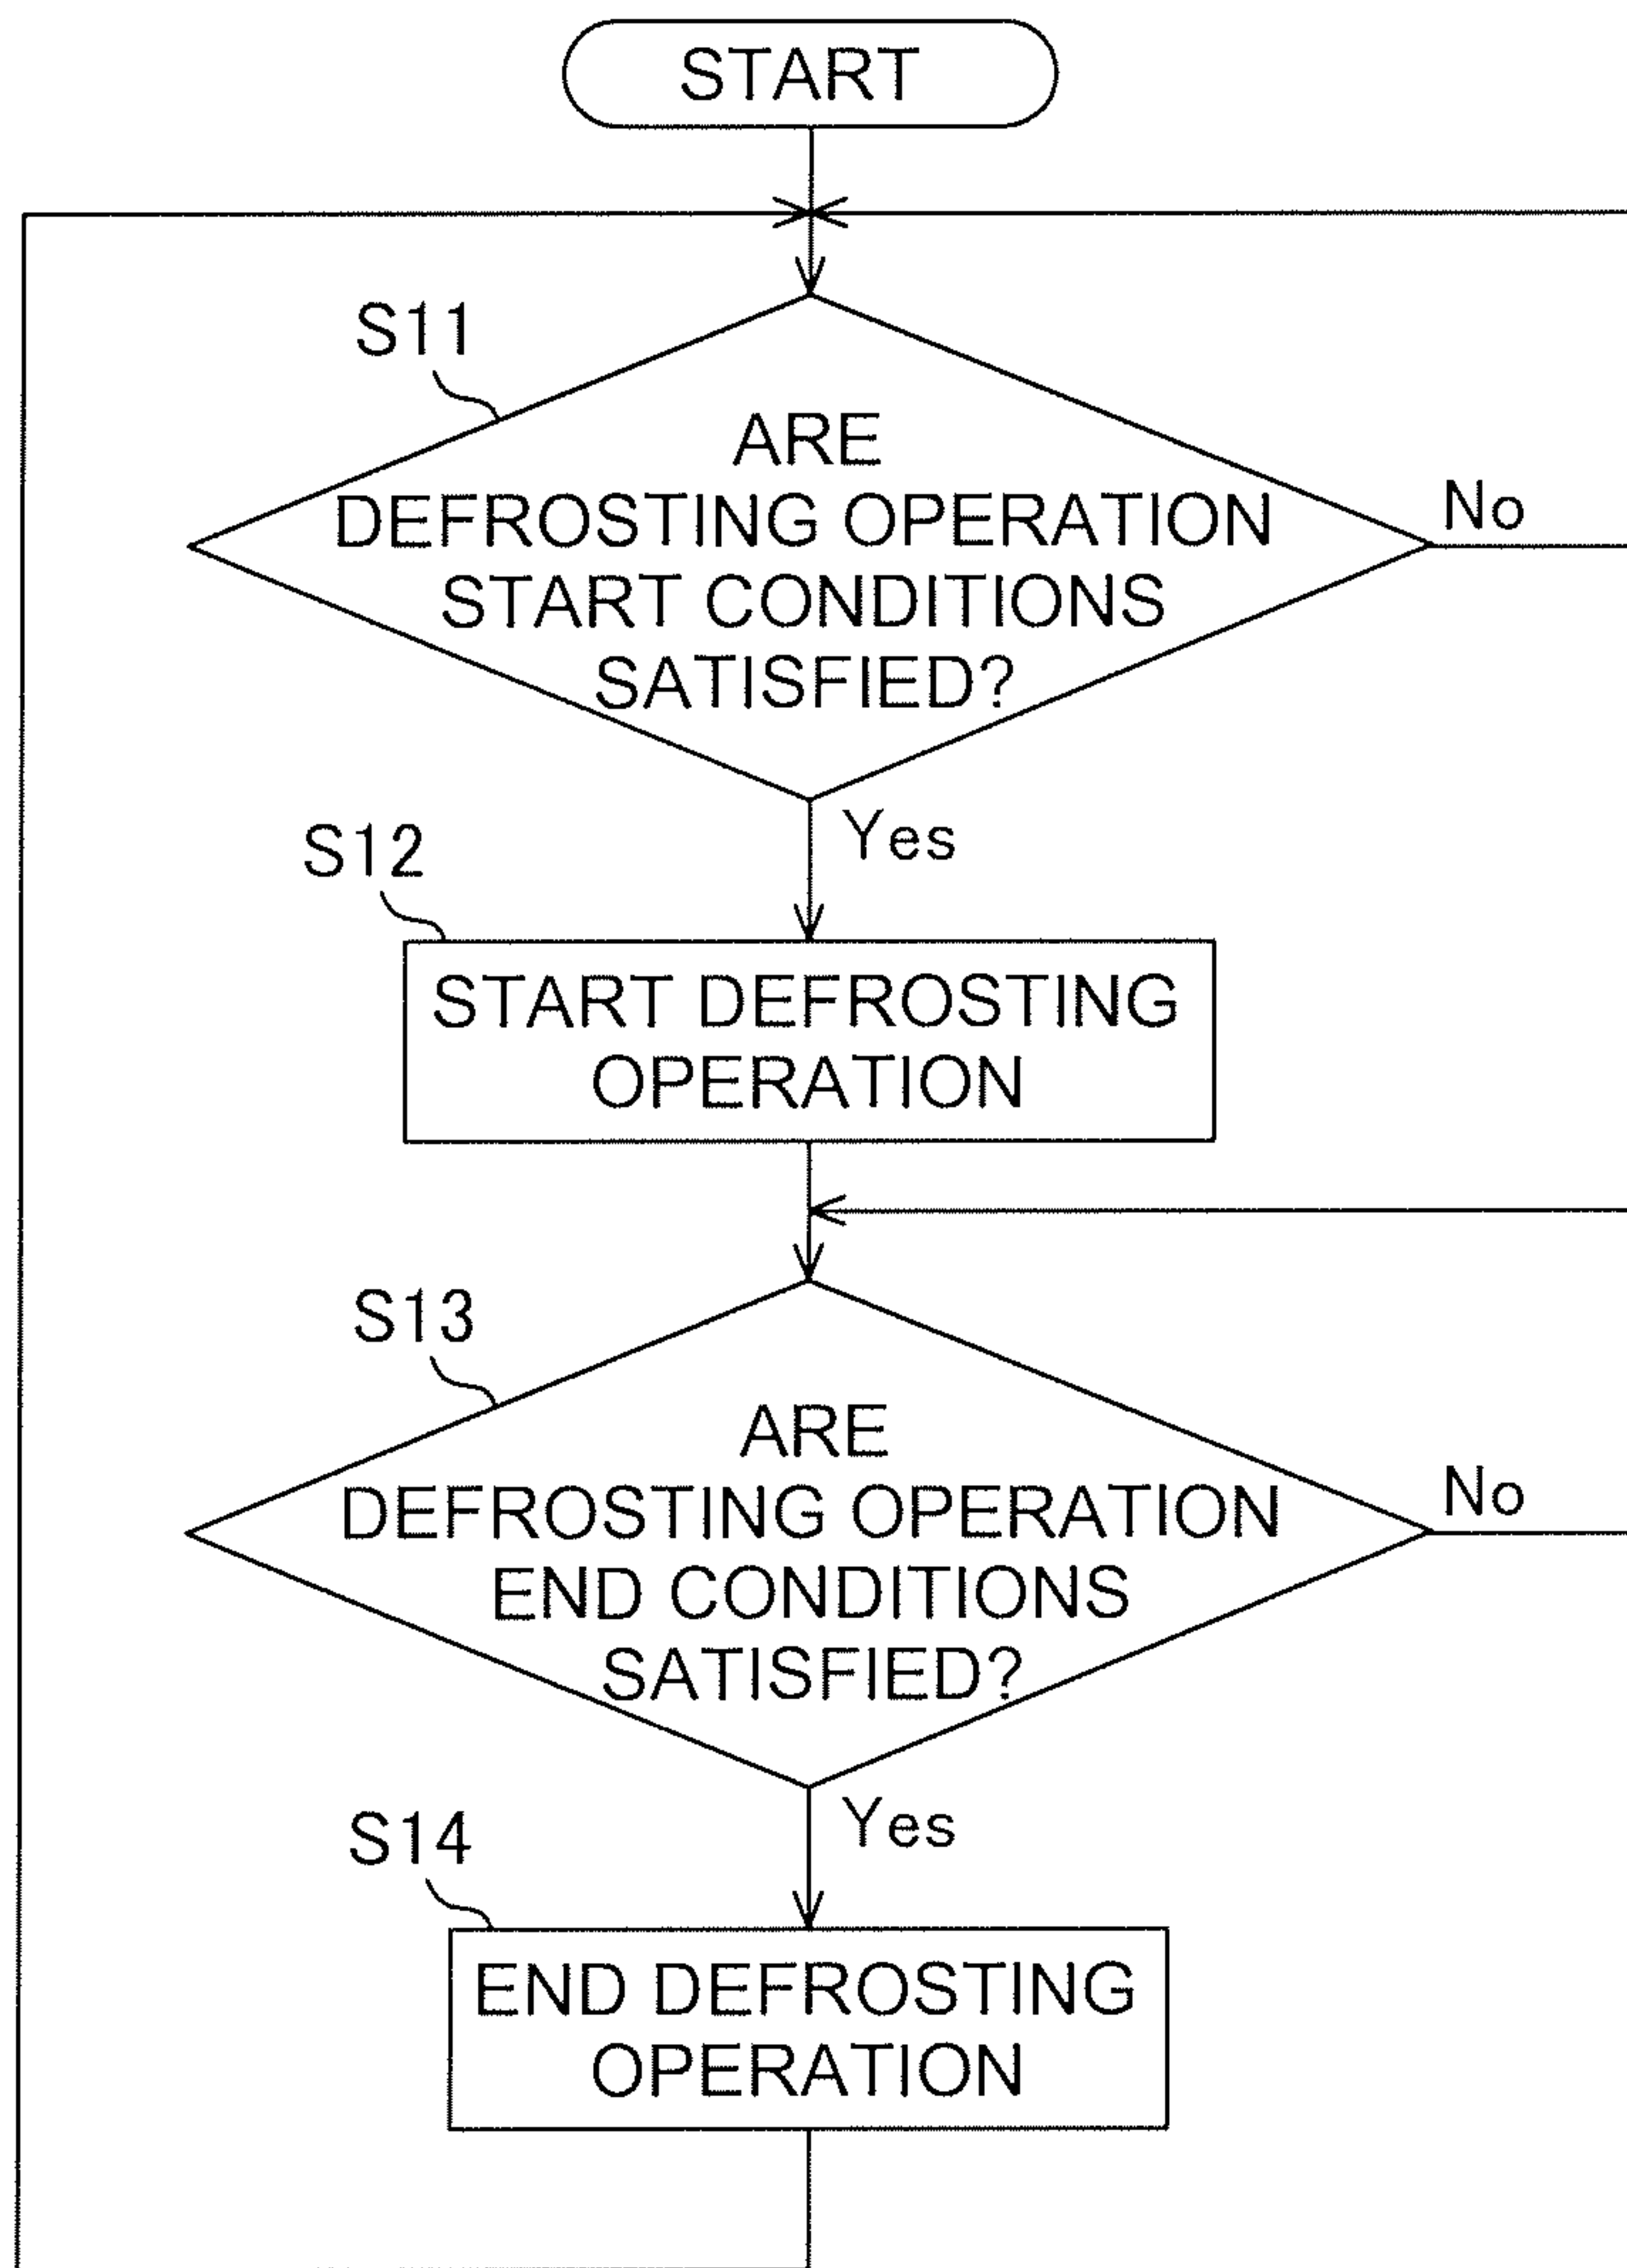 START
S11
ARE
DEFROSTING OPERATION
START CONDITIONS
SATISFIED?
No
Yes
S12
START DEFROSTING
OPERATION
S13
ARE
DEFROSTING OPERATION
END CONDITIONS
SATISFIED?
No
Yes
S14
END DEFROSTING
OPERATION